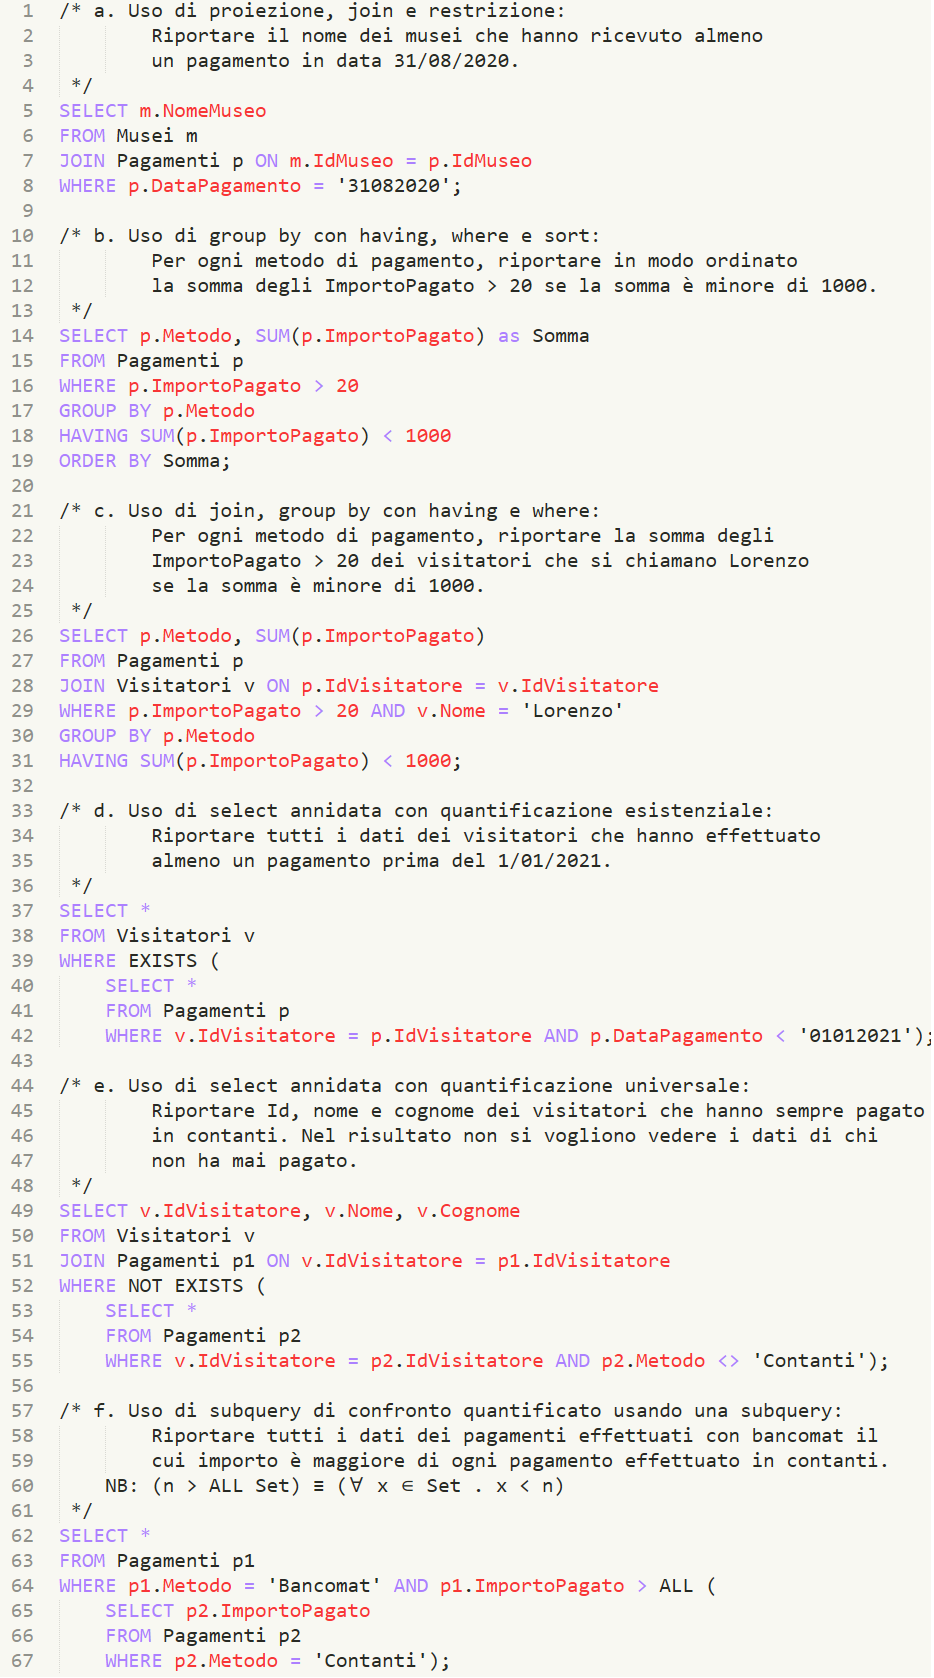 1 /* a. Uso di proiezione, join e restrizione:
2 Riportare il nome dei musei che hanno ricevuto almeno
3 un pagamento in data 31/08/2020.
4 */
5 SELECT m.NomeMuseo
6 FROM Musei m
7 JOIN Pagamenti p ON m.IdMuseo = p.IdMuseo
8 WHERE p.DataPagamento = '31082020';
9
10 /* b. Uso di group by con having, where e sort:
11 Per ogni metodo di pagamento, riportare in modo ordinato
12 la somma degli ImportoPagato > 20 se la somma è minore di 1000.
13 */
14 SELECT p.Metodo, SUM(p.ImportoPagato) as Somma
15 FROM Pagamenti p
16 WHERE p.ImportoPagato > 20
17 GROUP BY p.Metodo
18 HAVING SUM(p.ImportoPagato) < 1000
19 ORDER BY Somma;
20
21 /* c. Uso di join, group by con having e where:
22 Per ogni metodo di pagamento, riportare la somma degli
23 ImportoPagato > 20 dei visitatori che si chiamano Lorenzo
24 se la somma è minore di 1000.
25 */
26 SELECT p.Metodo, SUM(p.ImportoPagato)
27 FROM Pagamenti p
28 JOIN Visitatori v ON p.IdVisitatore = v.IdVisitatore
29 WHERE p.ImportoPagato > 20 AND v.Nome = 'Lorenzo'
30 GROUP BY p.Metodo
31 HAVING SUM(p.ImportoPagato) < 1000;
32
33 /* d. Uso di select annidata con quantificazione esistenziale:
34 Riportare tutti i dati dei visitatori che hanno effettuato
35 almeno un pagamento prima del 1/01/2021.
36 */
37 SELECT *
38 FROM Visitatori v
39 WHERE EXISTS (
40 SELECT *
41 FROM Pagamenti p
42 WHERE v.IdVisitatore = p.IdVisitatore AND p.DataPagamento < '01012021');
43
44 /* e. Uso di select annidata con quantificazione universale:
45 Riportare Id, nome e cognome dei visitatori che hanno sempre pagato
46 in contanti. Nel risultato non si vogliono vedere i dati di chi
47 non ha mai pagato.
48 */
49 SELECT v.IdVisitatore, v.Nome, v.Cognome
50 FROM Visitatori v
51 JOIN Pagamenti p1 ON v.IdVisitatore = p1.IdVisitatore
52 WHERE NOT EXISTS (
53 SELECT *
54 FROM Pagamenti p2
55 WHERE v.IdVisitatore = p2.IdVisitatore AND p2.Metodo <> 'Contanti');
56
57 /* f. Uso di subquery di confronto quantificato usando una subquery:
58 Riportare tutti i dati dei pagamenti effettuati con bancomat il
59 cui importo è maggiore di ogni pagamento effettuato in contanti.
60 NB: (n > ALL Set) ≡ (∀ x ∈ Set . x < n)
61 */
62 SELECT *
63 FROM Pagamenti p1
64 WHERE p1.Metodo = 'Bancomat' AND p1.ImportoPagato > ALL (
65 SELECT p2.ImportoPagato
66 FROM Pagamenti p2
67 WHERE p2.Metodo = 'Contanti');